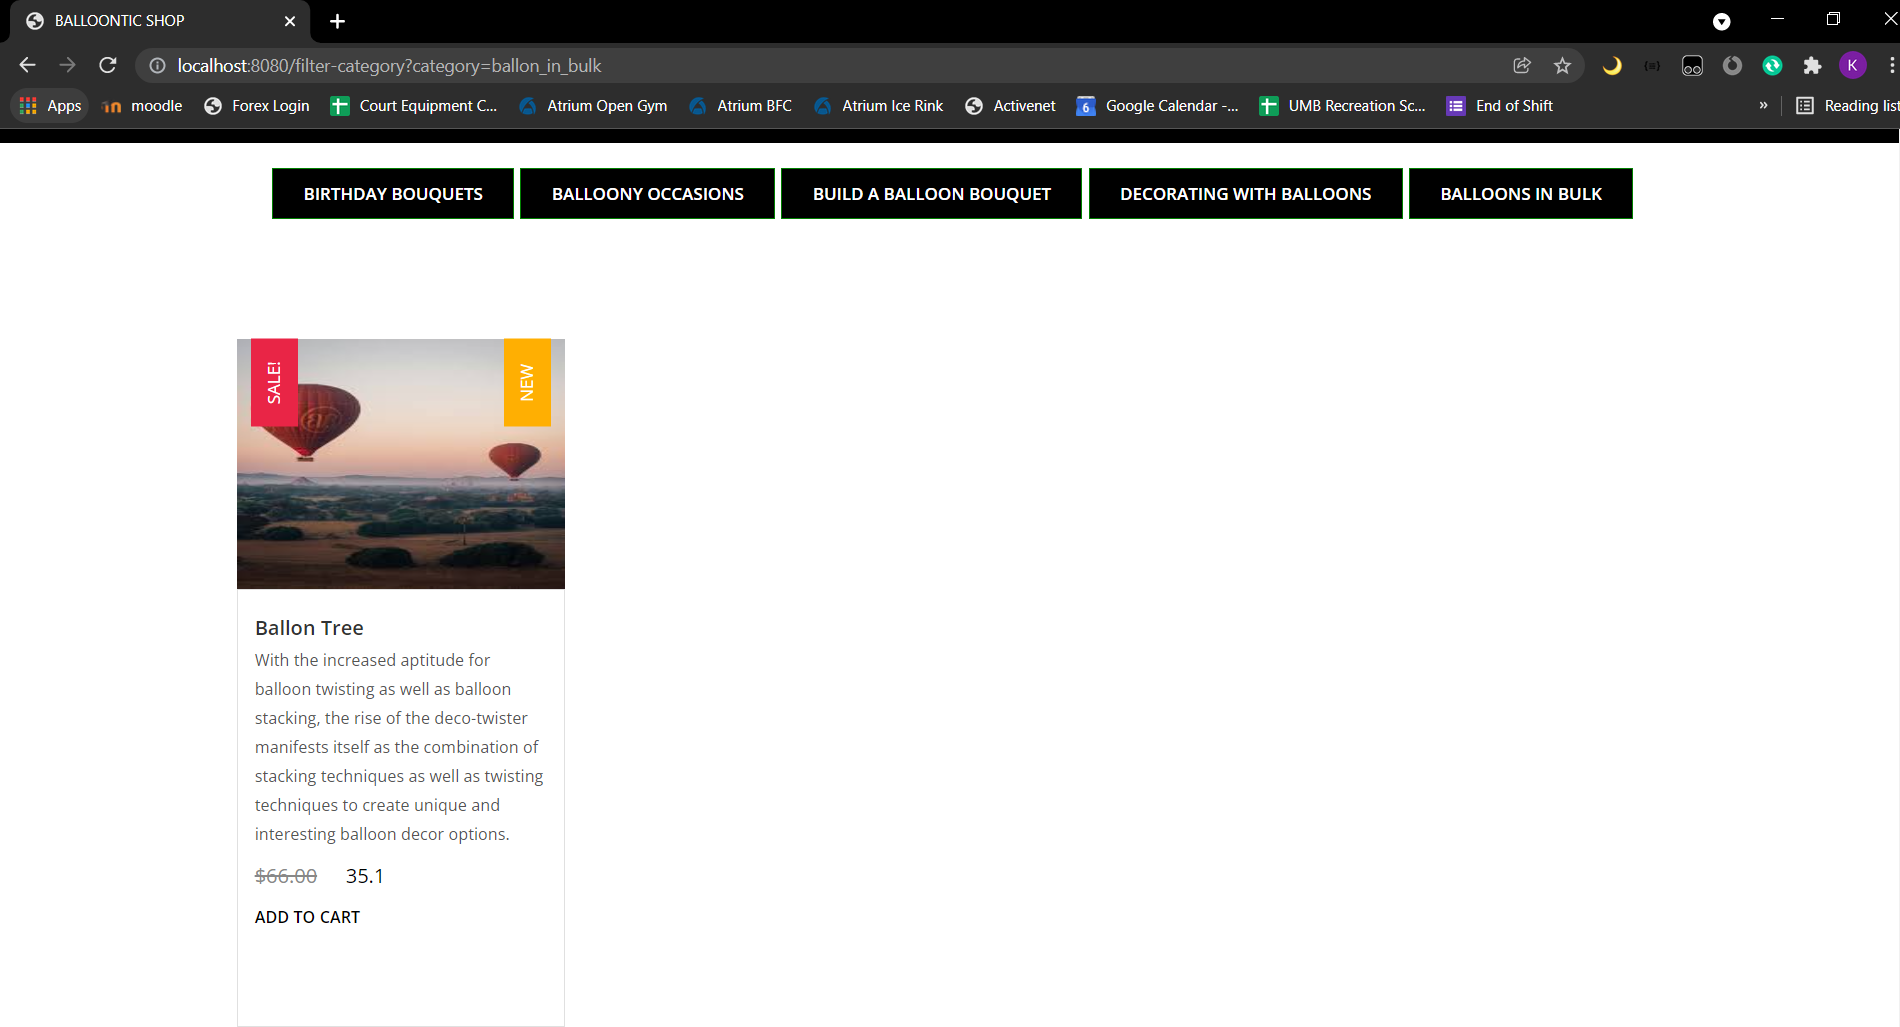 BALLOONTIC SHOP
localhost:8080/filter-category?category=ballon_in_bulk
K
Apps moodle Forex Login Court Equipment C... Atrium Open Gym Atrium BFC Atrium Ice Rink Activenet 6 Google Calendar -... UMB Recreation Sc... End of Shift » Reading list
BIRTHDAY BOUQUETS BALLOONY OCCASIONS BUILD A BALLOON BOUQUET DECORATING WITH BALLOONS BALLOONS IN BULK
SALE!
NEW
Ballon Tree
With the increased aptitude for
balloon twisting as well as balloon
stacking, the rise of the deco-twister
manifests itself as the combination of
stacking techniques as well as twisting
techniques to create unique and
interesting balloon decor options.
$66.00 35.1
ADD TO CART